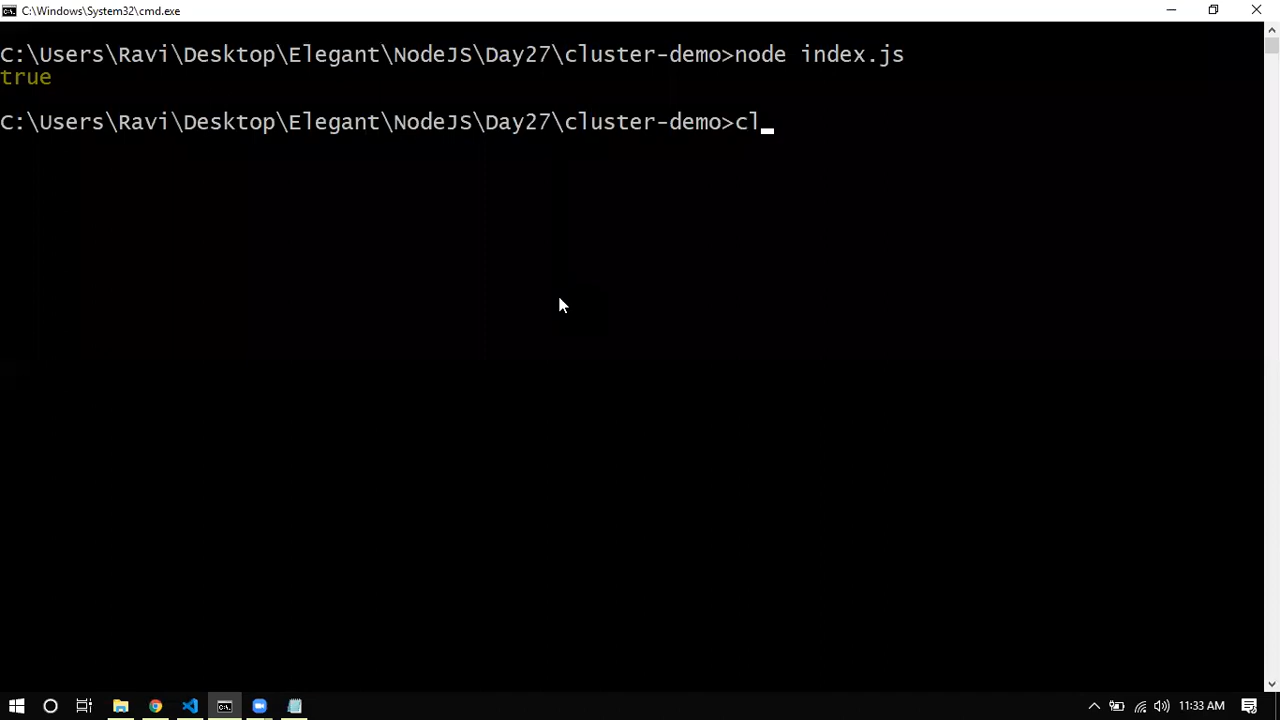 C:\Windows\System32\cmd.exe
C:\Users\Ravi\Desktop\Elegant\NodeJS\Day27\cluster-demo>node index.js
true
C:\Users\Ravi\Desktop\Elegant\NodeJS\Day27\cluster-demo>cl
11:33 AM